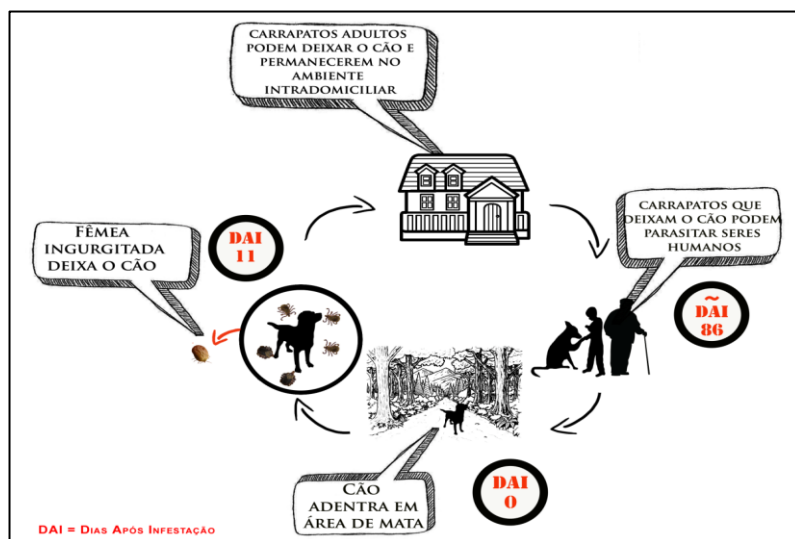 CARRAPATOS ADULTOS
PODEM DEIXAR O CÃO E
PERMANECEREM NO
AMBIENTE
INTRADOMICILIAR
CARRAPATOS QUE
DEIXAM O CÃO PODEM
PARASITAR SERES
HUMANOS
FÊMEA
INGURGITADA
DEIXA O CÃO
DAI
11
~
DAI
86
CÃO
ADENTRA EM
ÁREA DE MATA
DAI
0
DAI = DIAS APÓS INFESTAÇÃO